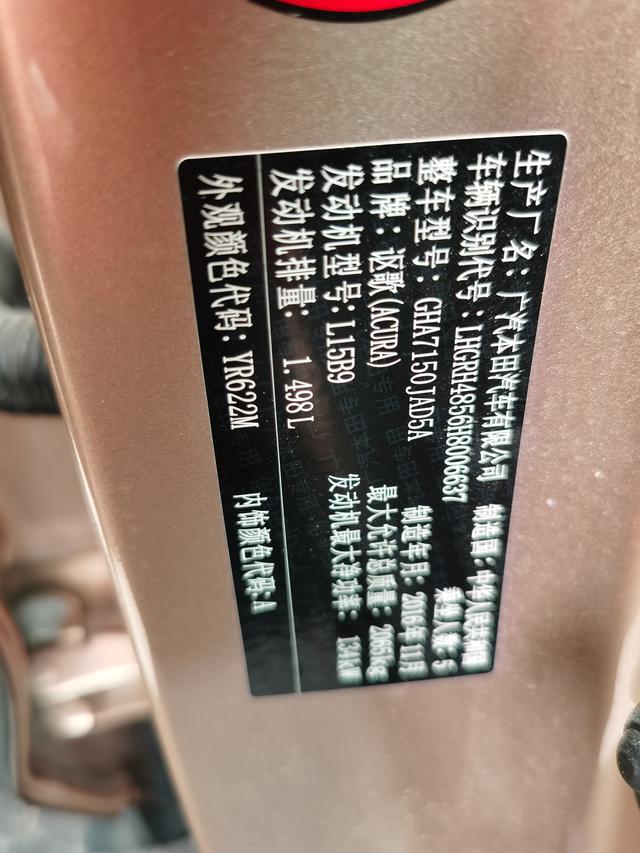 生产厂名:广汽本田汽车有限公司 制造国:中华人民共和国
车辆识别代号:LHGRH4856H8006637 乘坐人数:5
整车型号:GHA7150JAD5A 制造年月:2016年11月
品牌:讴歌(ACURA) 最大允许总质量:2065kg
发动机型号:L15B9 发动机最大净功率:134kW
发动机排量:1.498L
外观颜色代码:YR622M 内饰颜色代码:A